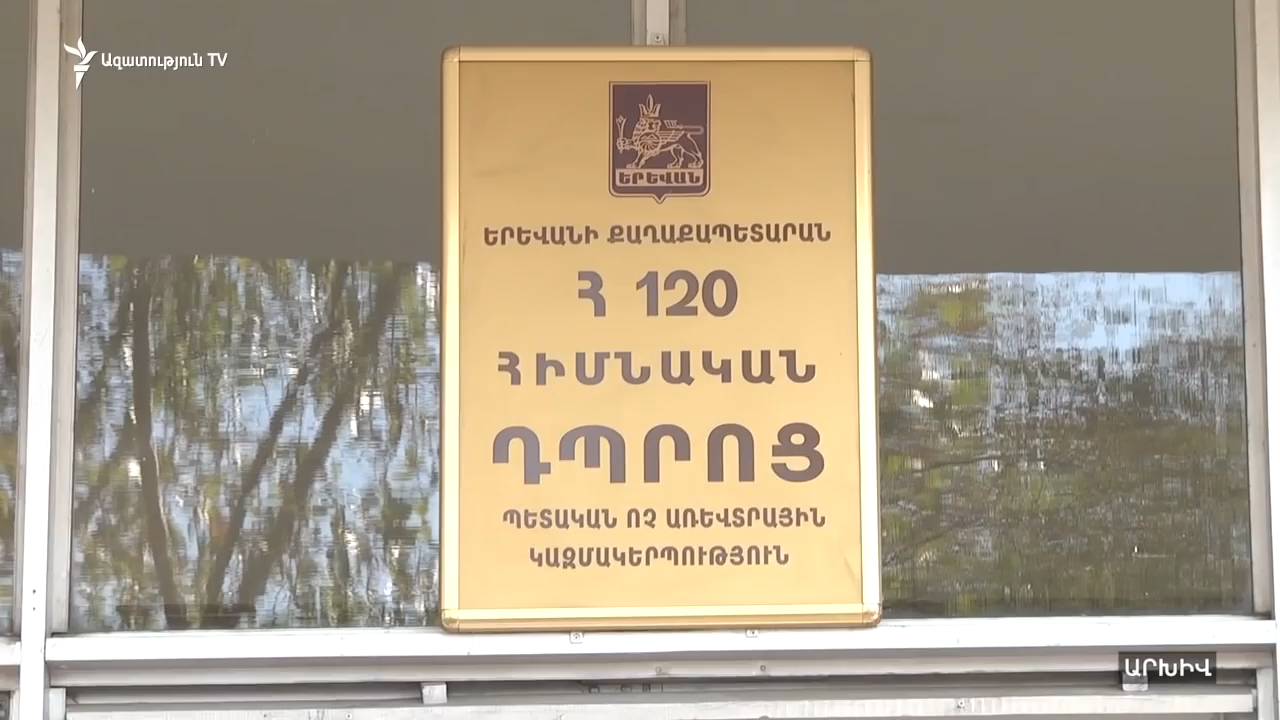 Ազատություն TV
ԵՐԵՎԱՆ
ԵՐԵՎԱՆԻ ՔԱՂԱՔԱՊԵՏԱՐԱՆ
Հ 120
ՀԻՄՆԱԿԱՆ
ԴՊՐՈՑ
ՊԵՏԱԿԱՆ ՈՉ ԱՌԵՎՏՐԱՅԻՆ
ԿԱԶՄԱԿԵՐՊՈՒԹՅՈՒՆ
ԱՐԽԻՎ